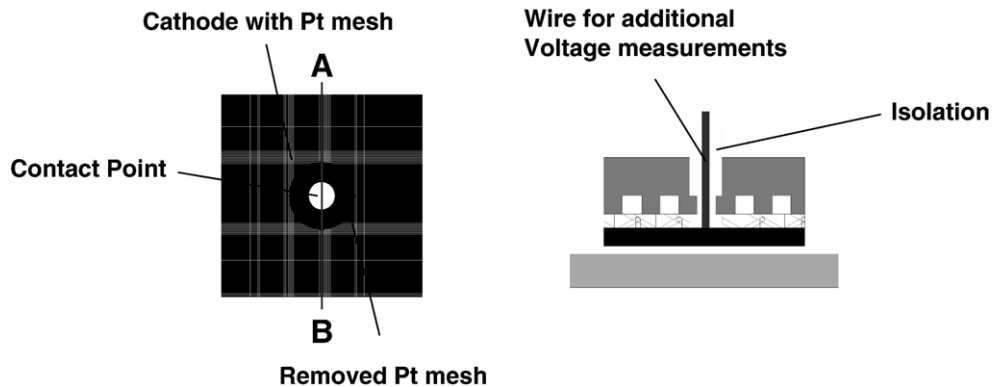 Cathode with Pt mesh
A
Contact Point
B
Removed Pt mesh
Wire for additional
Voltage measurements
Isolation